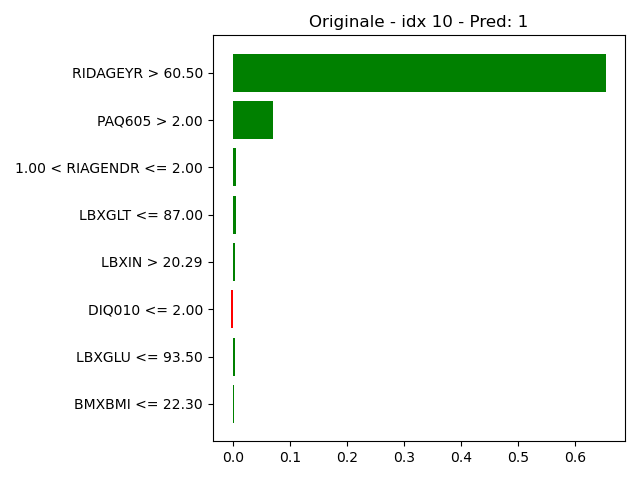 Originale - idx 10 - Pred: 1
RIDAGEYR > 60.50
PAQ605 > 2.00
1.00 < RIAGENDR <= 2.00
LBXGLT <= 87.00
LBXIN > 20.29
DIQ010 <= 2.00
LBXGLU <= 93.50
BMXBMI <= 22.30
0.0 0.1 0.2 0.3 0.4 0.5 0.6